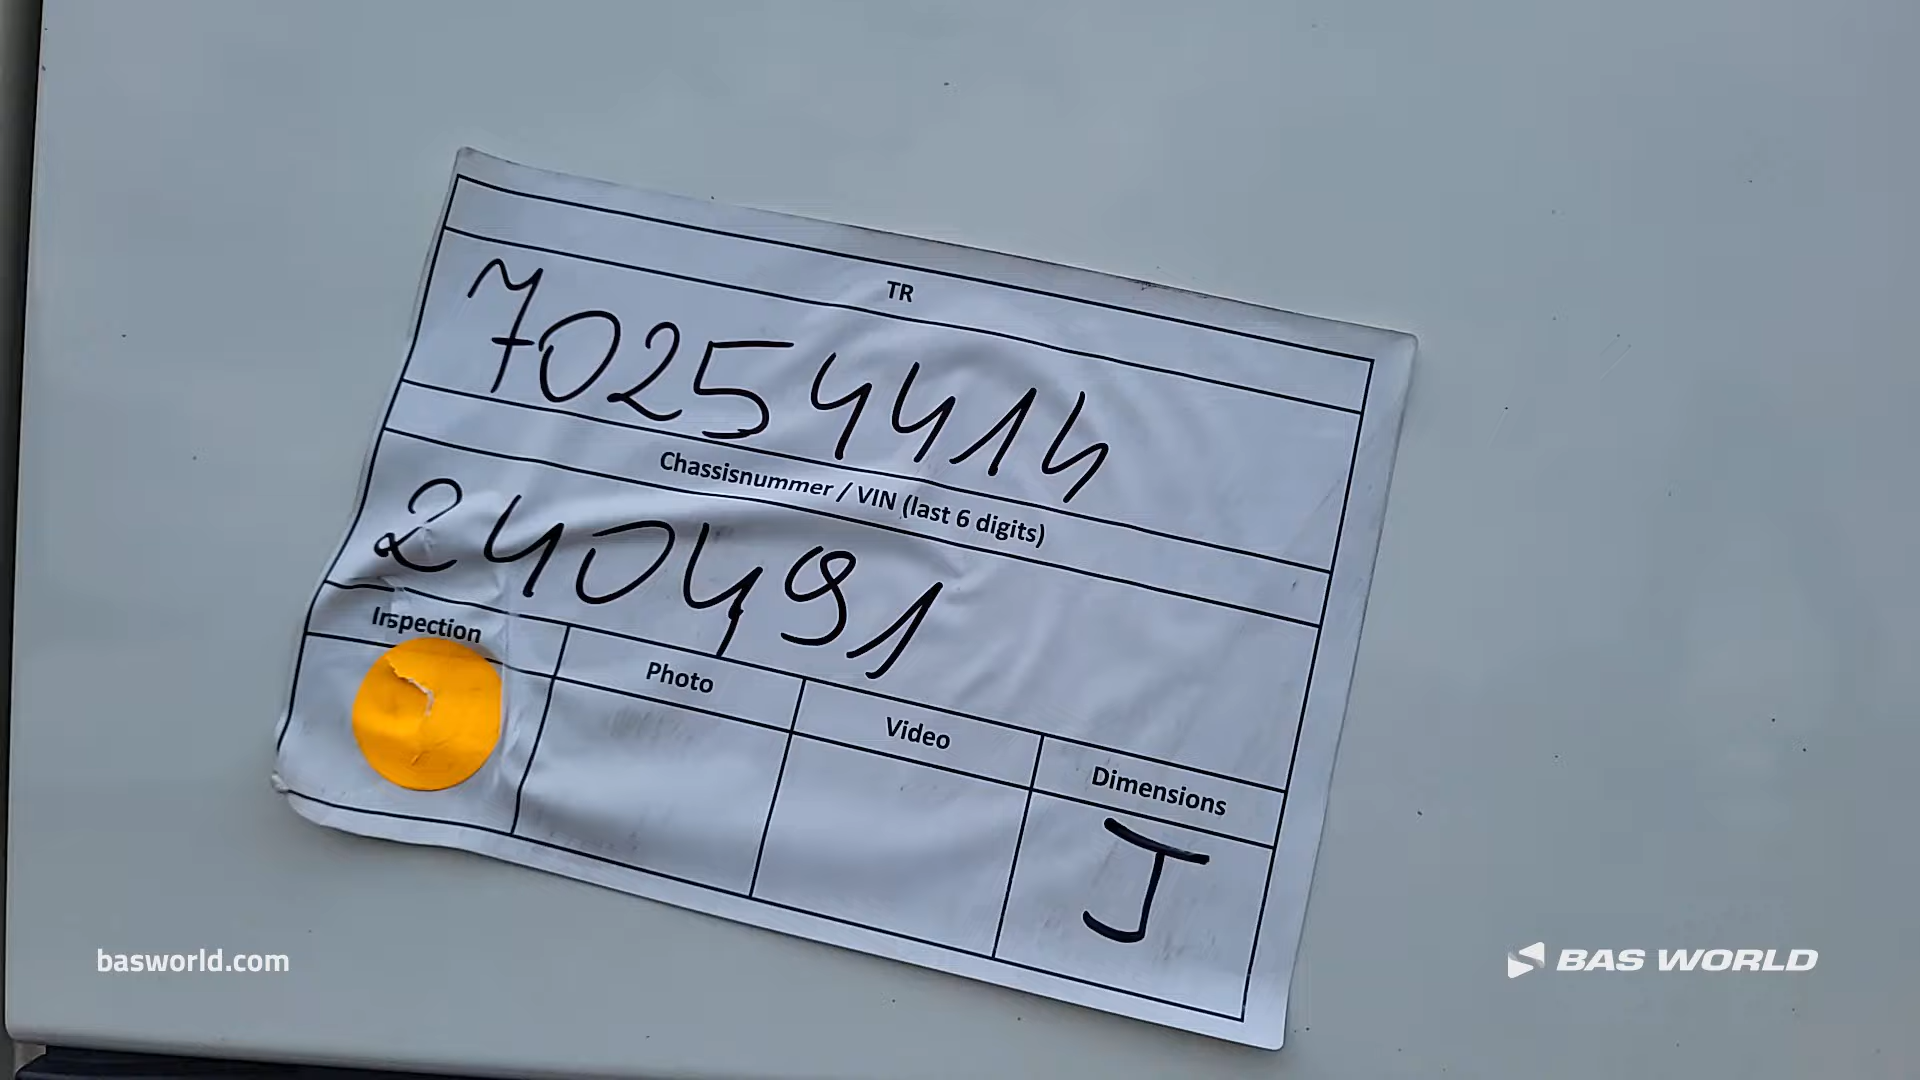 TR
70254414
Chassisnummer / VIN (last 6 digits)
240491
Inspection
Photo
Video
Dimensions
J
basworld.com
BAS WORLD